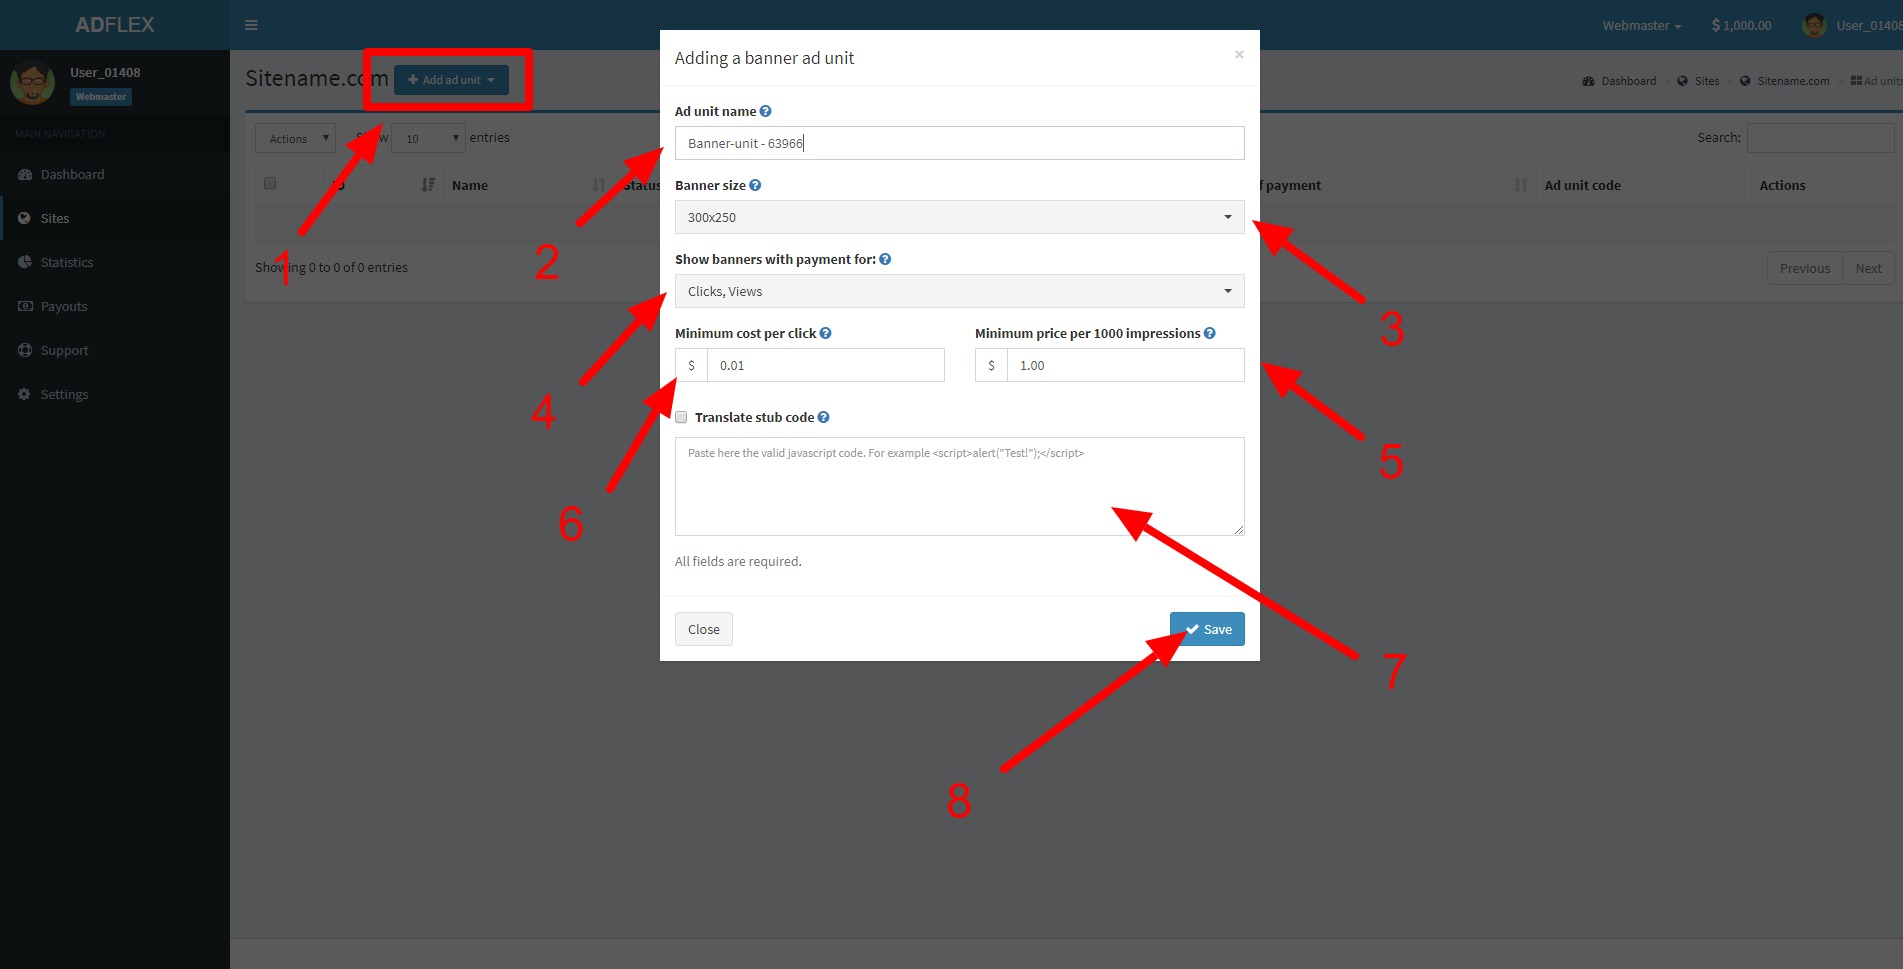 ADFLEX
Webmaster
$ 1,000.00
User_01408
User_01408
Webmaster
MAIN NAVIGATION
Dashboard
Sites
Statistics
Payouts
Support
Settings
Sitename.com
Add ad unit
Dashboard > Sites > Sitename.com > Ad units
Actions
Show 10 entries
Search:
ID
Name
Status
f payment
Ad unit code
Actions
Showing 0 to 0 of 0 entries
Previous
Next
Adding a banner ad unit
×
Ad unit name
Banner-unit - 63966
Banner size
300x250
Show banners with payment for:
Clicks, Views
Minimum cost per click
$ 0.01
Minimum price per 1000 impressions
$ 1.00
Translate stub code
Paste here the valid javascript code. For example <script>alert("Test!");</script>
All fields are required.
Close
Save
1
2
3
4
5
6
7
8